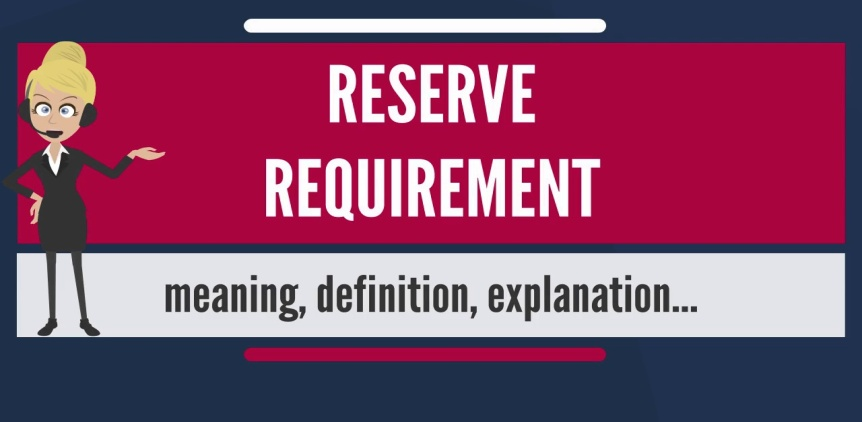 RESERVE
REQUIREMENT
meaning, definition, explanation...